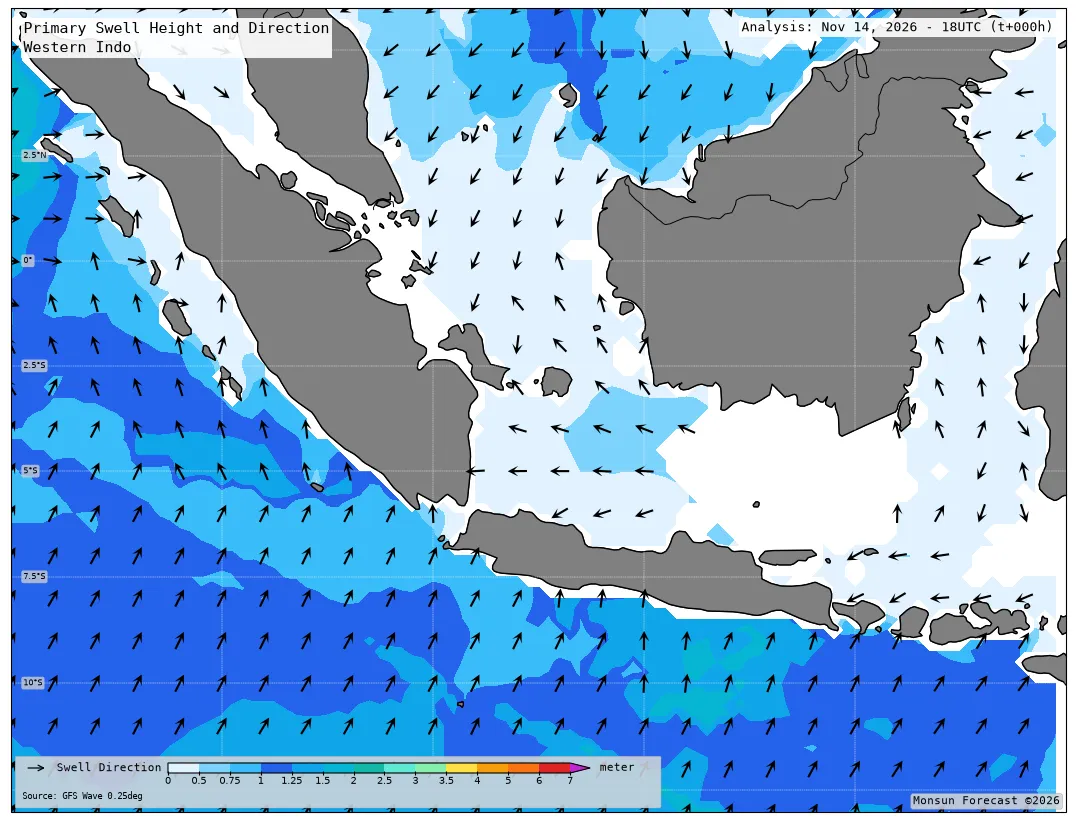 Primary Swell Height and Direction
Western Indo
Analysis: Nov 14, 2026 - 18UTC (t+000h)
2.5°N
0°
2.5°S
5°S
7.5°S
10°S
Swell Direction
0 0.5 0.75 1 1.25 1.5 2 2.5 3 3.5 4 5 6 7
meter
Source: GFS Wave 0.25deg
Monsun Forecast ©2026